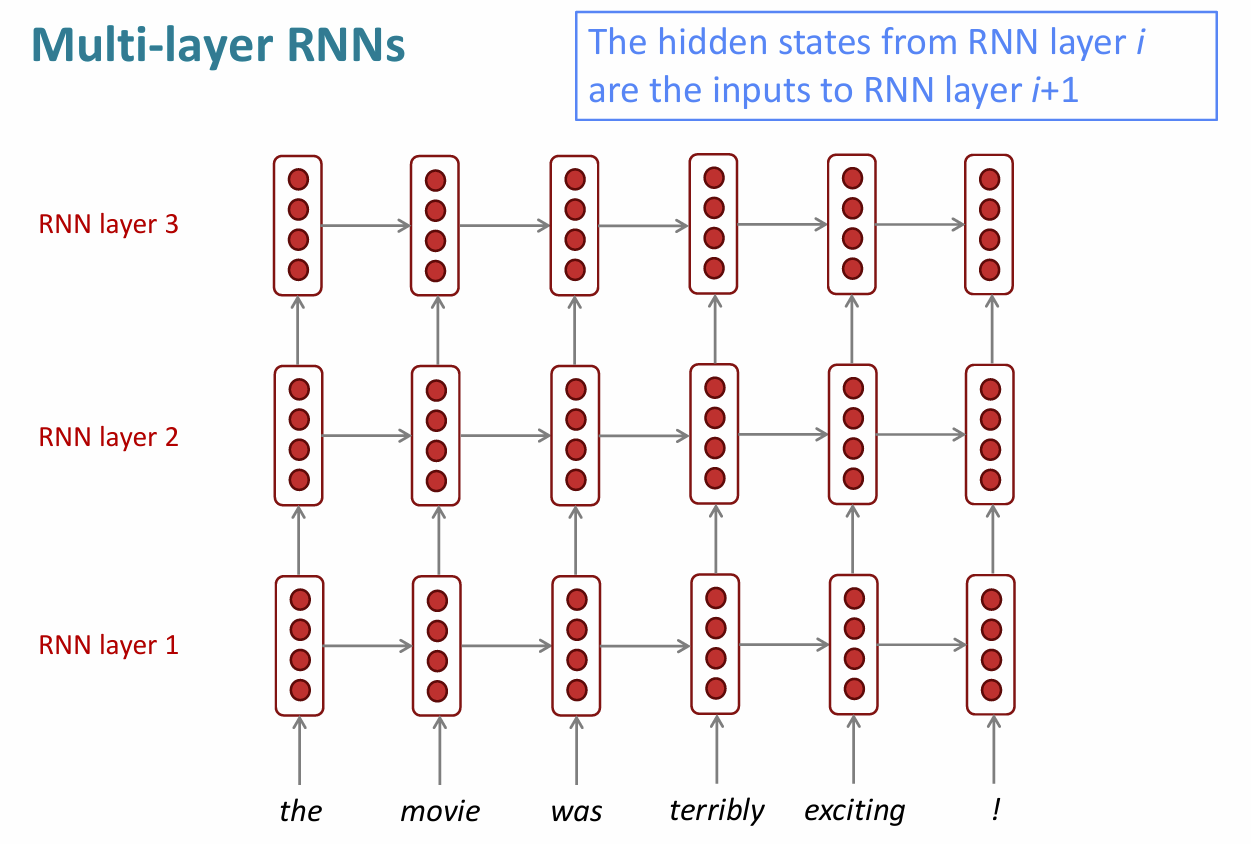 Multi-layer RNNs
The hidden states from RNN layer i
are the inputs to RNN layer i+1
RNN layer 3
RNN layer 2
RNN layer 1
the movie was terribly exciting !